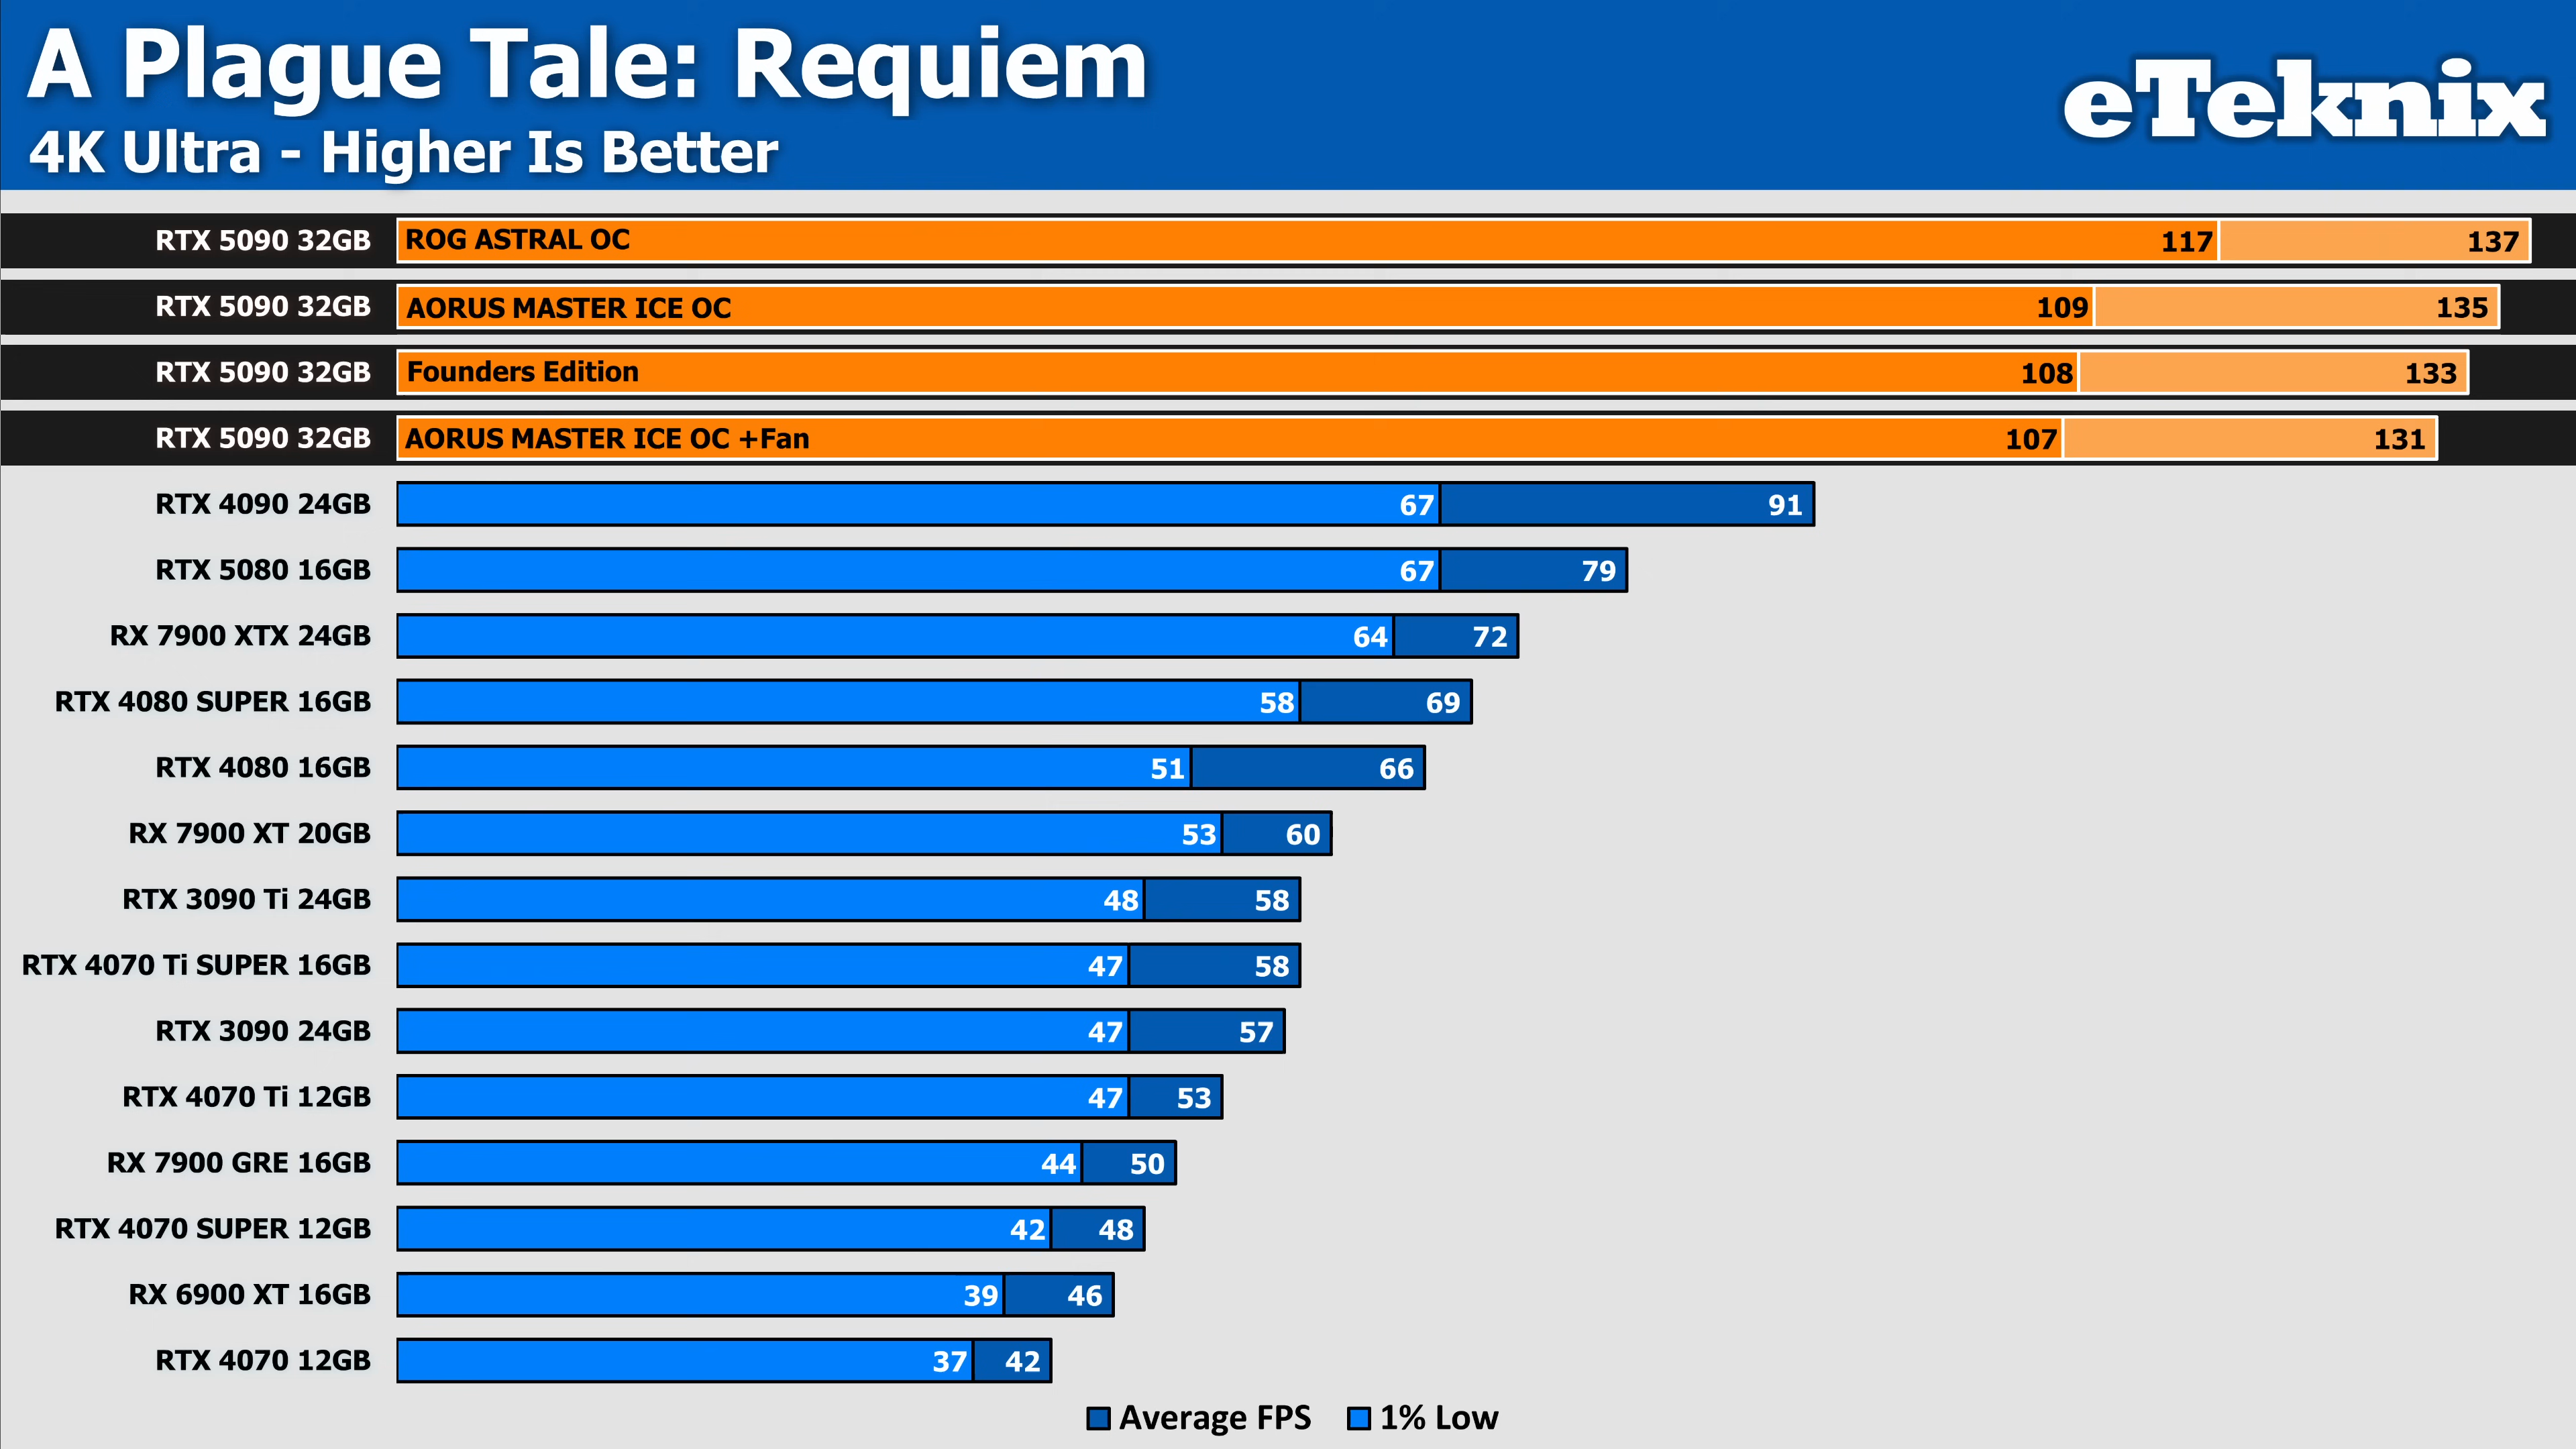 A Plague Tale: Requiem
4K Ultra - Higher Is Better
eTeknix
RTX 5090 32GB ROG ASTRAL OC 117 137
RTX 5090 32GB AORUS MASTER ICE OC 109 135
RTX 5090 32GB Founders Edition 108 133
RTX 5090 32GB AORUS MASTER ICE OC +Fan 107 131
RTX 4090 24GB 67 91
RTX 5080 16GB 67 79
RX 7900 XTX 24GB 64 72
RTX 4080 SUPER 16GB 58 69
RTX 4080 16GB 51 66
RX 7900 XT 20GB 53 60
RTX 3090 Ti 24GB 48 58
RTX 4070 Ti SUPER 16GB 47 58
RTX 3090 24GB 47 57
RTX 4070 Ti 12GB 47 53
RX 7900 GRE 16GB 44 50
RTX 4070 SUPER 12GB 42 48
RX 6900 XT 16GB 39 46
RTX 4070 12GB 37 42
Average FPS 1% Low